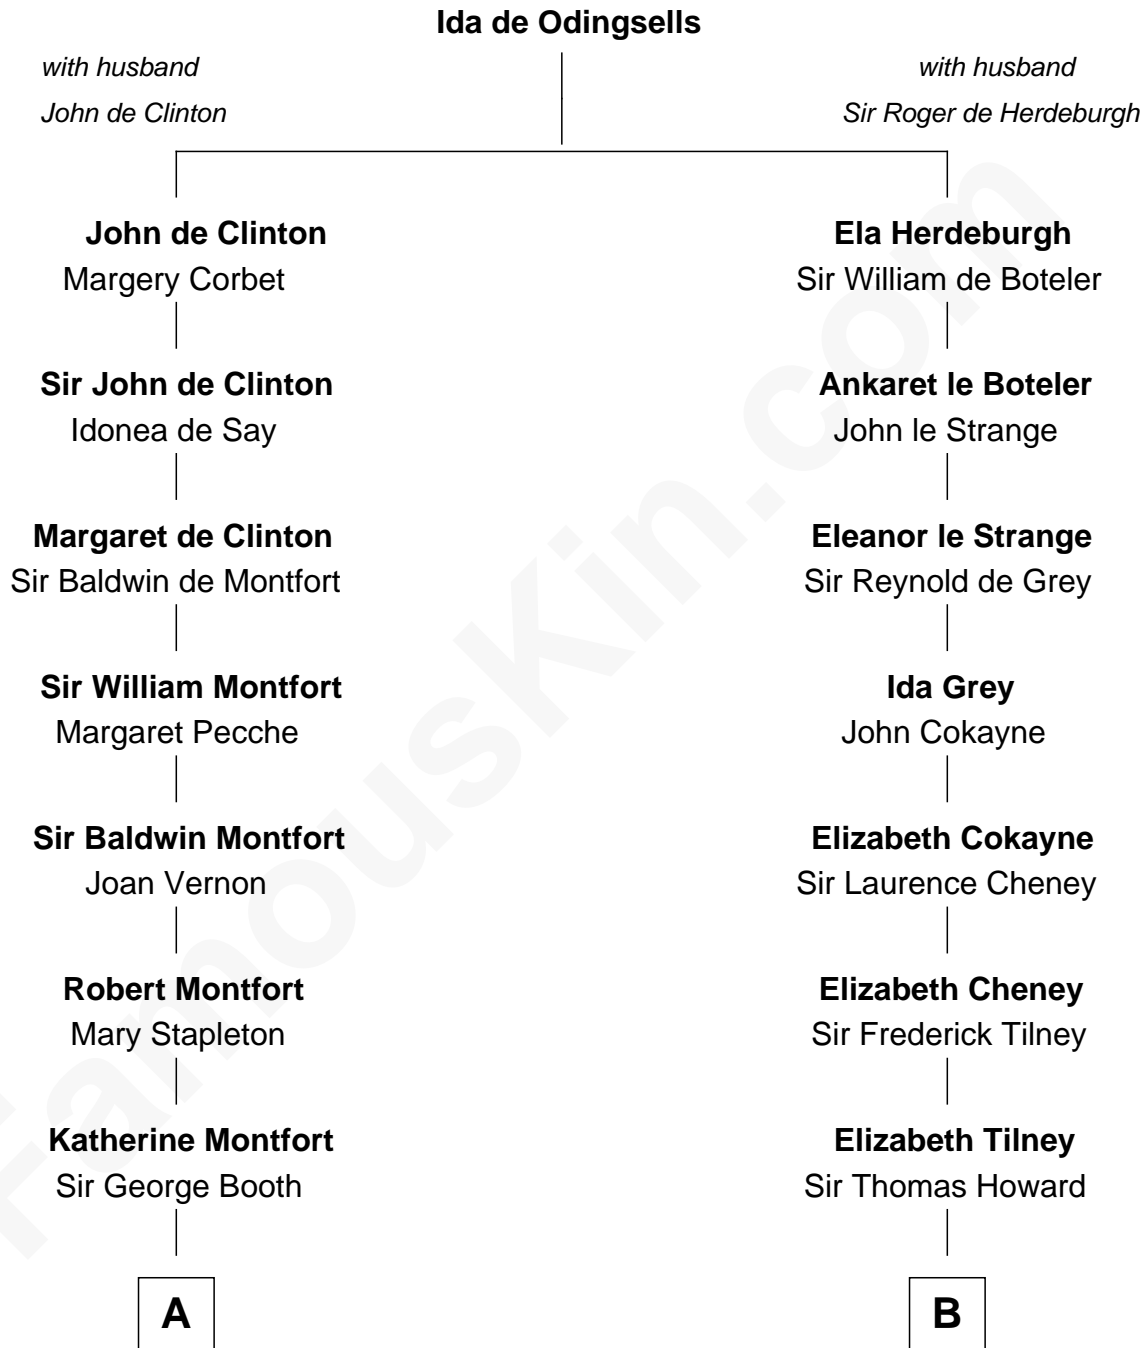 Ida de Odingsells
with husband
John de Clinton
with husband
Sir Roger de Herdeburgh
John de Clinton
Margery Corbet
Ela Herdeburgh
Sir William de Boteler
Sir John de Clinton
Idonea de Say
Ankaret le Boteler
John le Strange
Margaret de Clinton
Sir Baldwin de Montfort
Eleanor le Strange
Sir Reynold de Grey
Sir William Montfort
Margaret Pecche
Ida Grey
John Cokayne
Sir Baldwin Montfort
Joan Vernon
Elizabeth Cokayne
Sir Laurence Cheney
Robert Montfort
Mary Stapleton
Elizabeth Cheney
Sir Frederick Tilney
Katherine Montfort
Sir George Booth
Elizabeth Tilney
Sir Thomas Howard
A
B
FamousKin.com